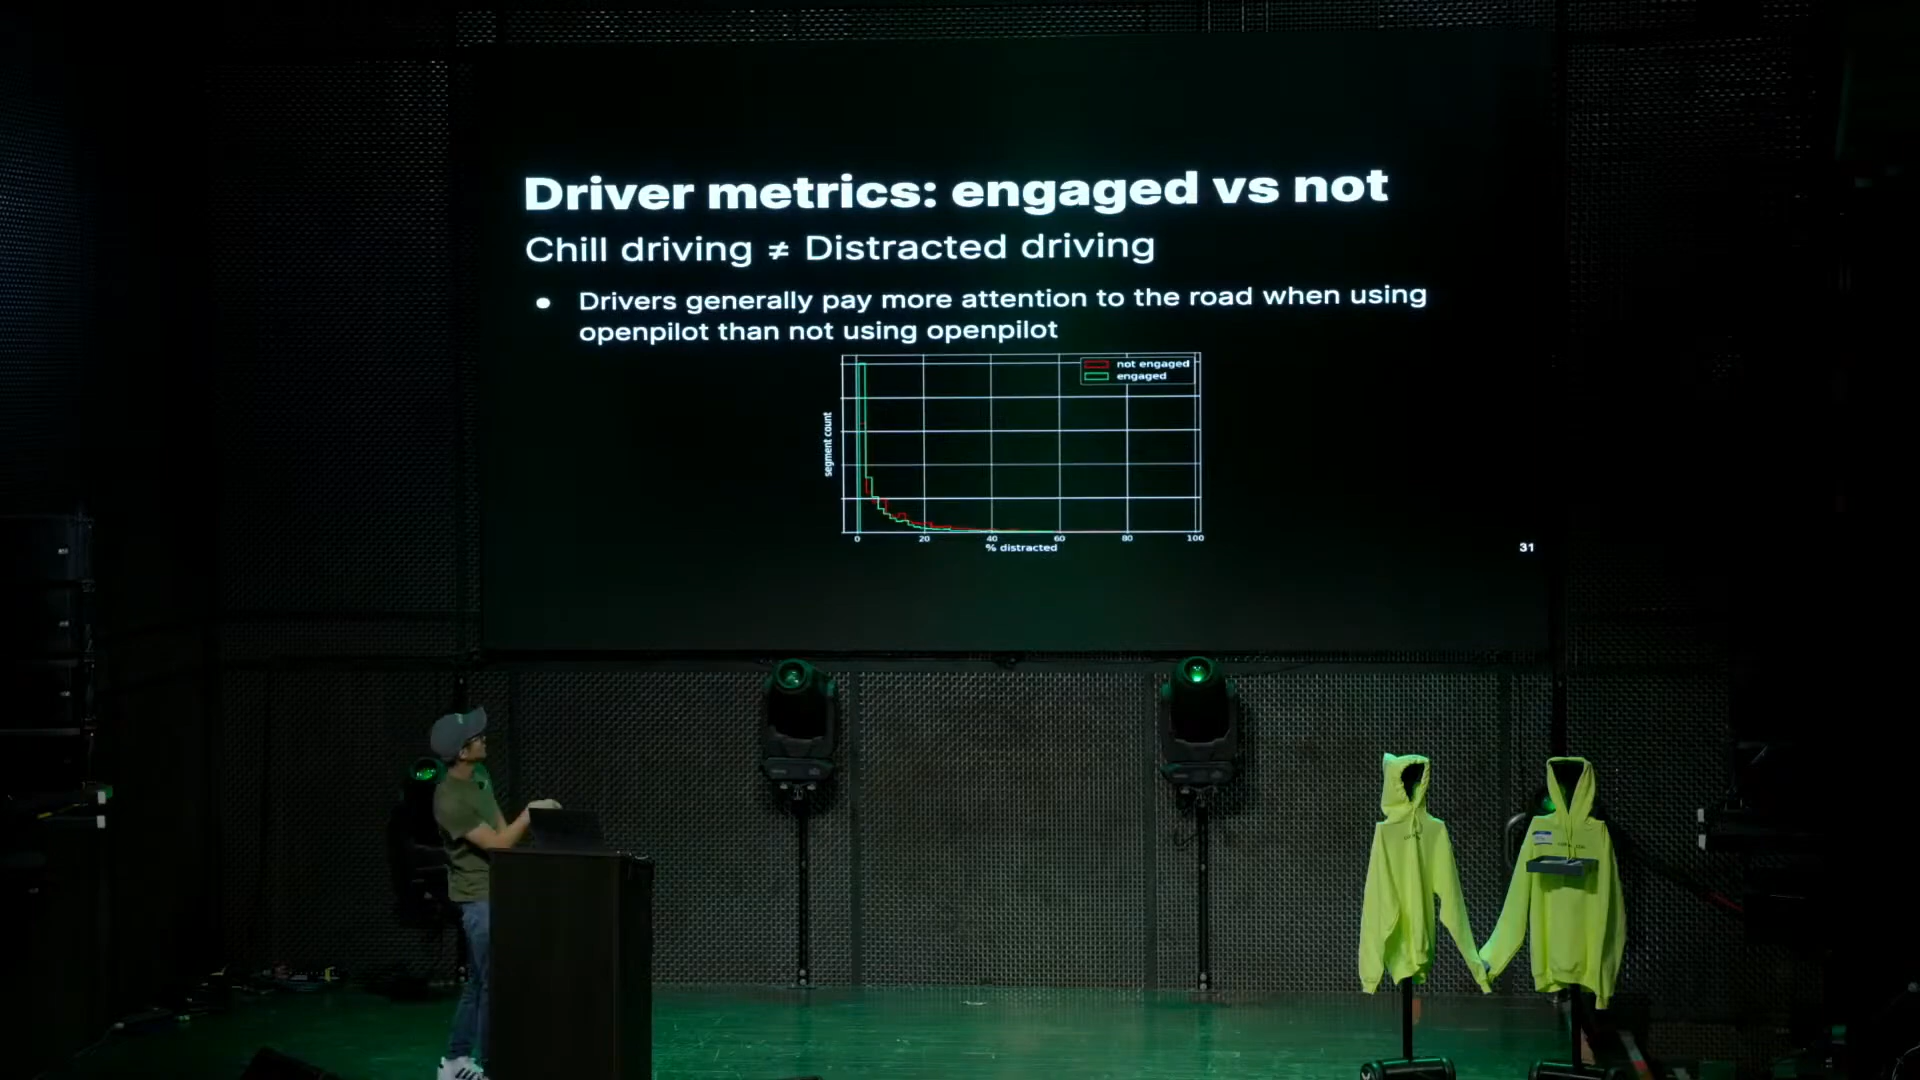 Driver metrics: engaged vs not
Chill driving ≠ Distracted driving
● Drivers generally pay more attention to the road when using
openpilot than not using openpilot
not engaged
engaged
segment count
0 20 40 60 80 100
% distracted
31